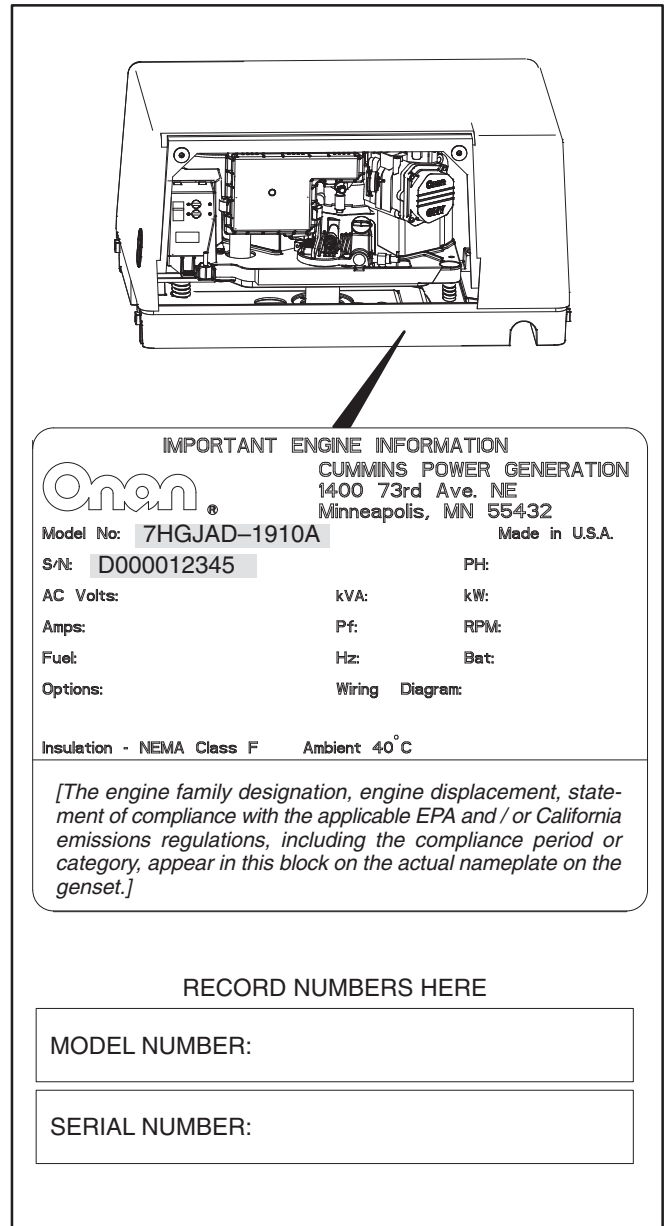 Onan
OHV
IMPORTANT ENGINE INFORMATION
Onan ®
CUMMINS POWER GENERATION
1400 73rd Ave. NE
Minneapolis, MN 55432
Model No: 7HGJAD–1910A Made in U.S.A.
S/N: D000012345 PH:
AC Volts: kVA: kW:
Amps: Pf: RPM:
Fuel: Hz: Bat:
Options: Wiring Diagram:
Insulation - NEMA Class F Ambient 40°C
[The engine family designation, engine displacement, state-
ment of compliance with the applicable EPA and / or California
emissions regulations, including the compliance period or
category, appear in this block on the actual nameplate on the
genset.]
RECORD NUMBERS HERE
MODEL NUMBER:
SERIAL NUMBER: